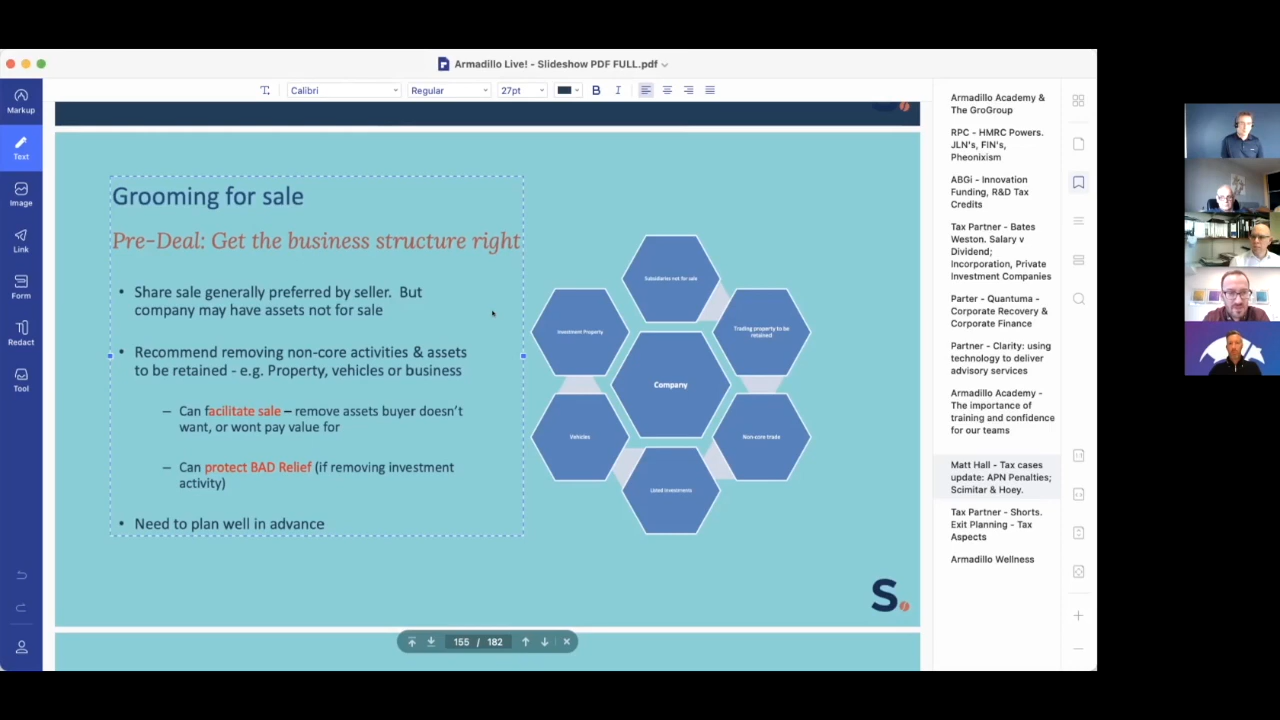 Armadillo Live! - Slideshow PDF FULL.pdf
Calibri
Regular
27pt
B
I
Markup
Text
Image
Link
Form
Redact
Tool
Grooming for sale
Pre-Deal: Get the business structure right
• Share sale generally preferred by seller. But
company may have assets not for sale
• Recommend removing non-core activities & assets
to be retained - e.g. Property, vehicles or business
– Can facilitate sale – remove assets buyer doesn't
want, or wont pay value for
– Can protect BAD Relief (if removing investment
activity)
• Need to plan well in advance
Subsidiaries not for sale
Investment Property
Trading property to be
retained
Company
Vehicles
Non-core trade
Listed Investments
S.
155 / 182
Armadillo Academy &
The GroGroup
RPC - HMRC Powers.
JLN's, FIN's,
Pheonixism
ABGi - Innovation
Funding, R&D Tax
Credits
Tax Partner - Bates
Weston. Salary v
Dividend;
Incorporation, Private
Investment Companies
Parter - Quantuma -
Corporate Recovery &
Corporate Finance
Partner - Clarity: using
technology to deliver
advisory services
Armadillo Academy -
The importance of
training and confidence
for our teams
Matt Hall - Tax cases
update: APN Penalties;
Scimitar & Hoey.
Tax Partner - Shorts.
Exit Planning - Tax
Aspects
Armadillo Wellness